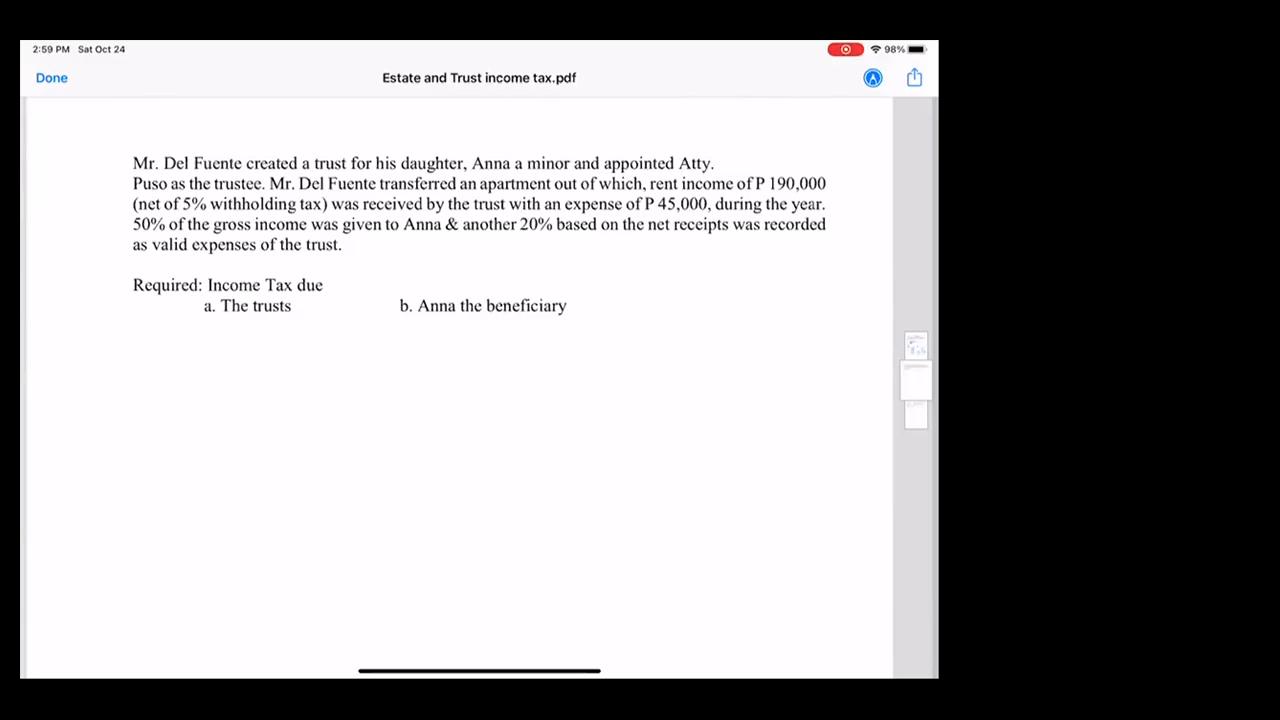 2:59 PM Sat Oct 24
98%
Done
Estate and Trust income tax.pdf
Mr. Del Fuente created a trust for his daughter, Anna a minor and appointed Atty.
Puso as the trustee. Mr. Del Fuente transferred an apartment out of which, rent income of P 190,000
(net of 5% withholding tax) was received by the trust with an expense of P 45,000, during the year.
50% of the gross income was given to Anna & another 20% based on the net receipts was recorded
as valid expenses of the trust.
Required: Income Tax due
a. The trusts b. Anna the beneficiary